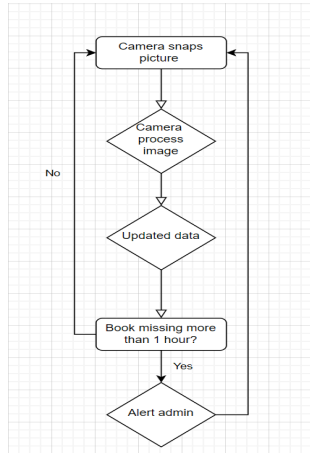 Camera snaps
picture
Camera
process
image
No
Updated data
Book missing more
than 1 hour?
Yes
Alert admin